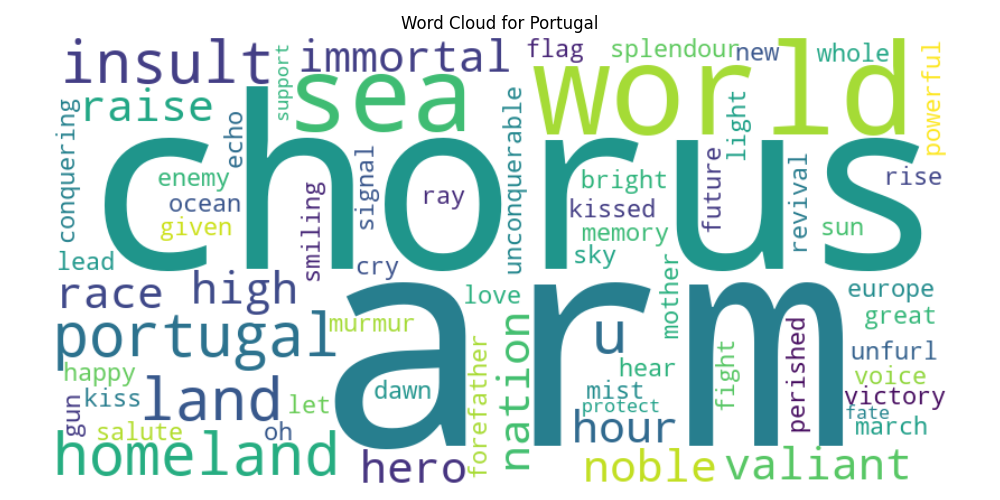 Word Cloud for Portugal
insult
immortal
flag
splendour
new
whole
powerful
support
sea
world
raise
conquering
echo
chorus
unconquerable
light
enemy
ocean
given
smiling
signal
ray
bright
kissed
memory
sky
future
revival
sun
rise
lead
cry
race
high
arm
love
mother
europe
great
portugal
murmur
nation
u
hear
fight
perished
unfurl
voice
victory
happy
gun
kiss
land
let
dawn
forefather
mist
protect
hour
fate
march
salute
oh
homeland
hero
noble
valiant